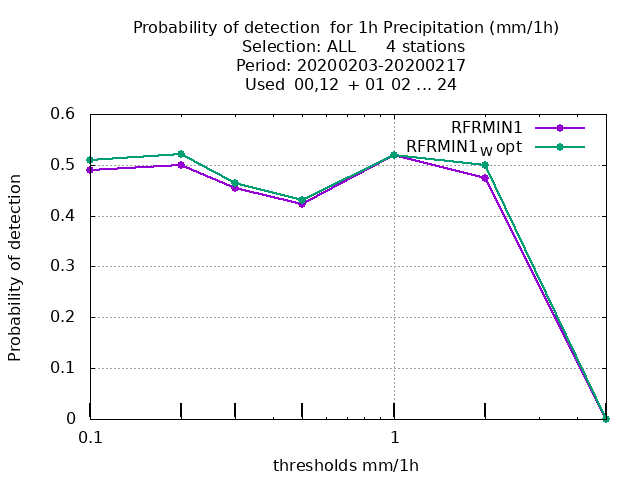 Probability of detection  for 1h Precipitation (mm/1h)
Selection: ALL      4 stations
Period: 20200203-20200217
Used  00,12  + 01 02 ... 24
RFRMIN1
RFRMIN1_W opt
0.6
0.5
0.4
0.3
0.2
0.1
0
Probability of detection
0.1
1
thresholds mm/1h